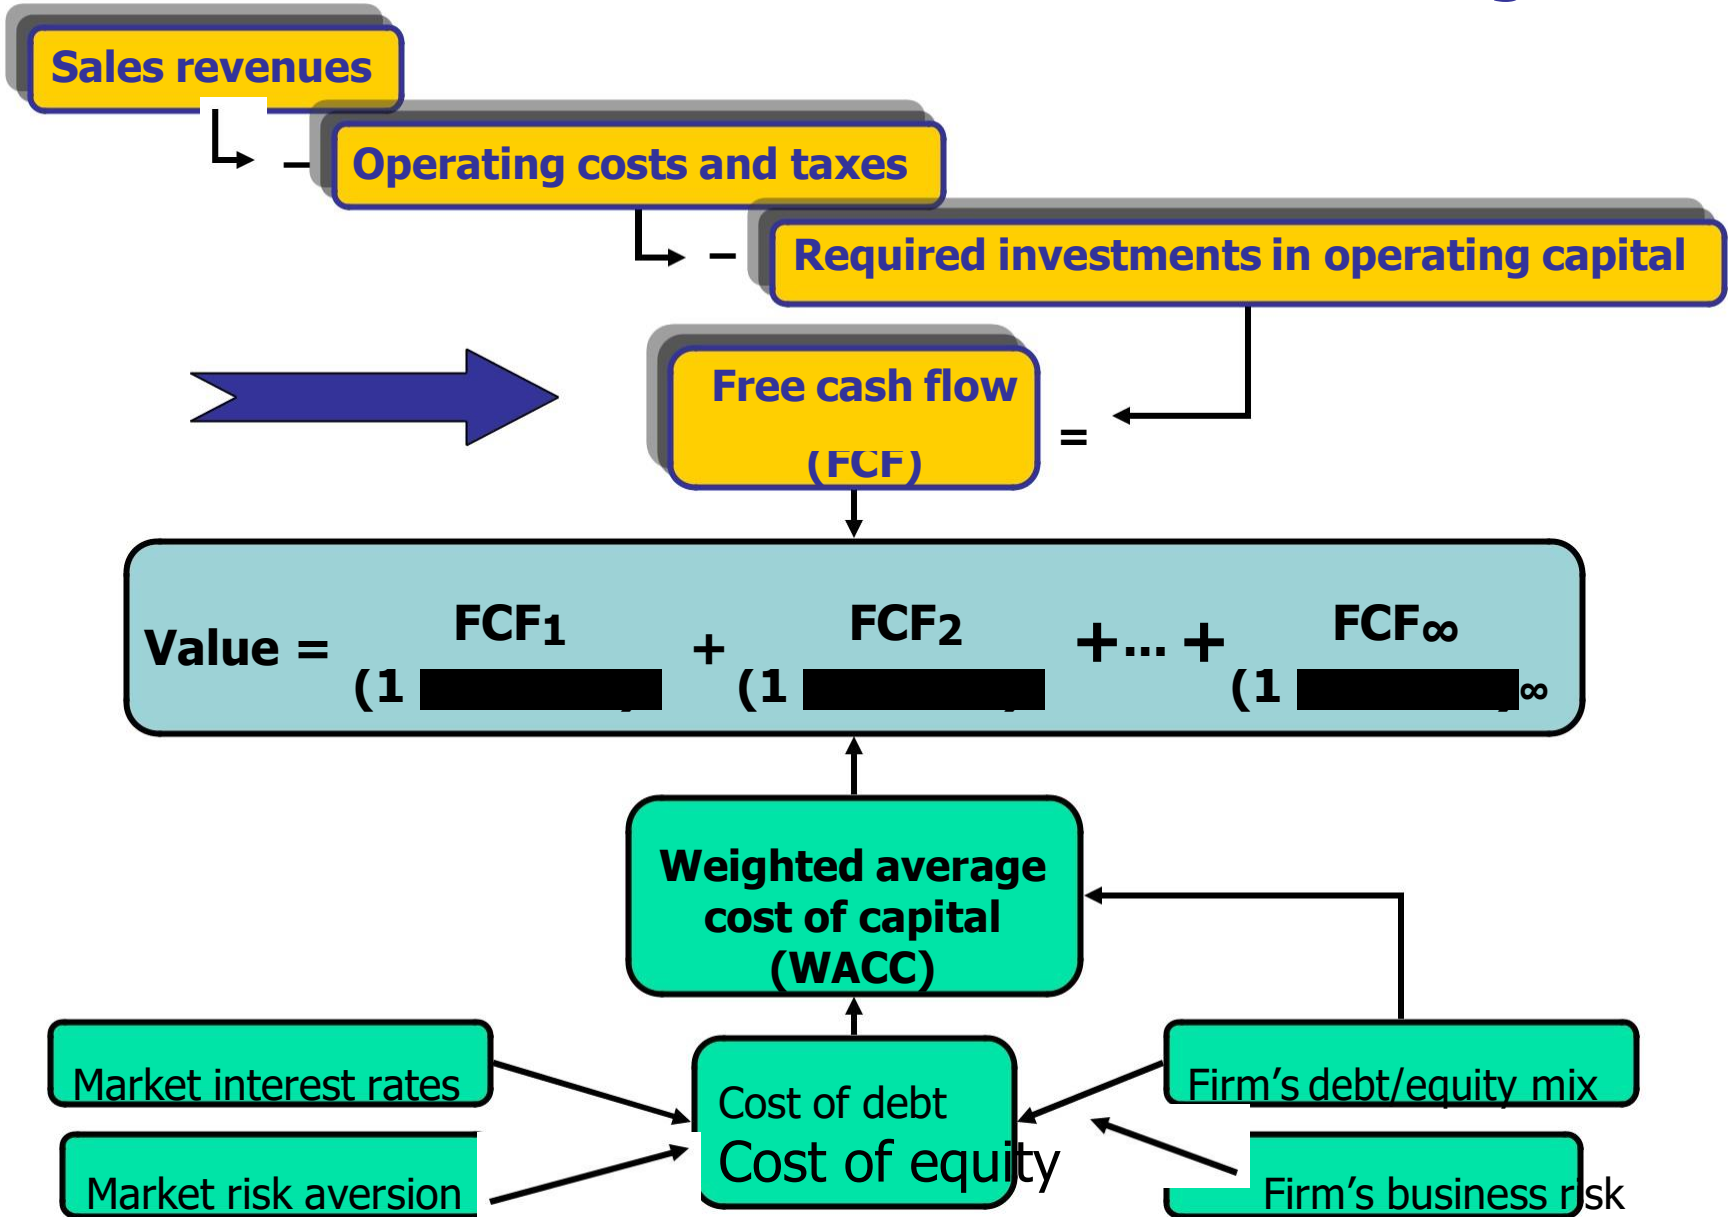 Sales revenues
– Operating costs and taxes
– Required investments in operating capital
Free cash flow
(FCF)
=
FCF1 FCF2 FCF∞
Value = + +... +
(1 (1 (1 )∞
Weighted average
cost of capital
(WACC)
Market interest rates
Cost of debt
Firm’s debt/equity mix
Cost of equity
Market risk aversion
Firm’s business risk